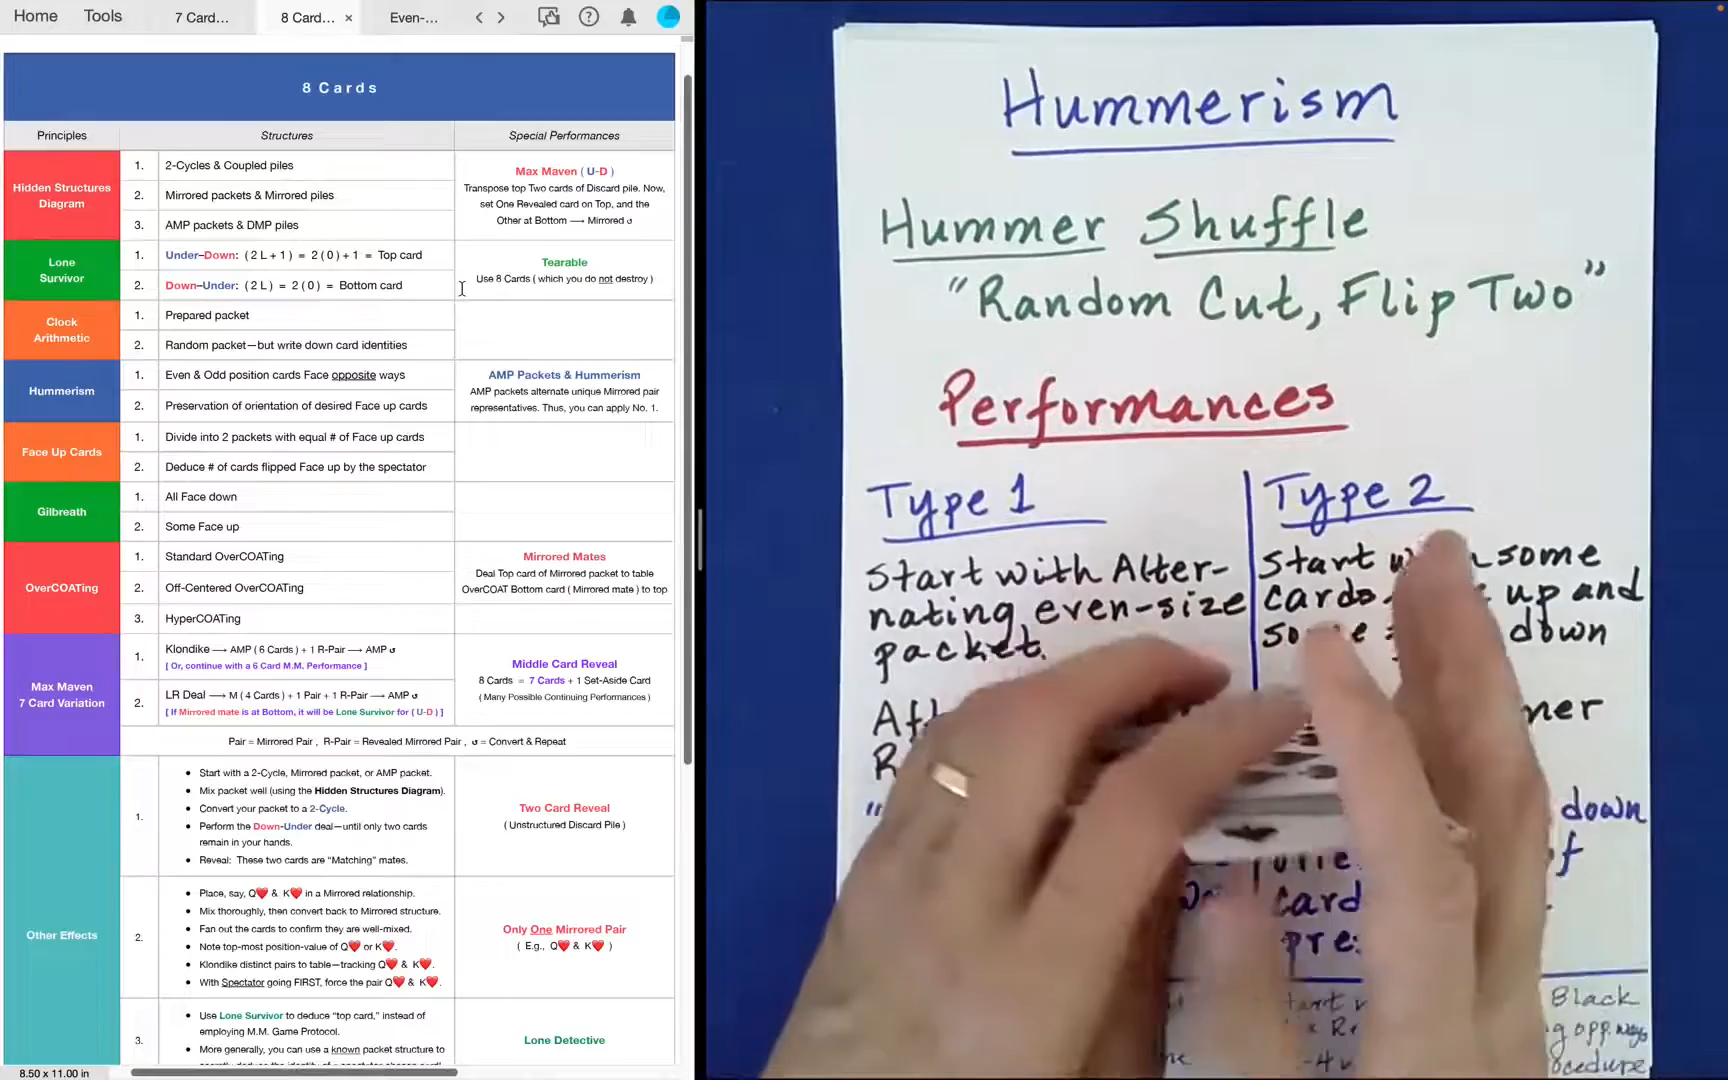 Home Tools 7 Card... 8 Card... × Even-...
8 Cards
Principles Structures Special Performances
Hidden Structures
Diagram
1. 2-Cycles & Coupled piles
2. Mirrored packets & Mirrored piles
3. AMP packets & DMP piles
Max Maven ( U-D )
Transpose top Two cards of Discard pile. Now,
set One Revealed card on Top, and the
Other at Bottom → Mirrored ↺
Lone
Survivor
1. Under–Down: ( 2 L + 1 ) = 2 ( 0 ) + 1 = Top card
2. Down–Under: ( 2 L ) = 2 ( 0 ) = Bottom card
Tearable
Use 8 Cards ( which you do not destroy )
Clock
Arithmetic
1. Prepared packet
2. Random packet—but write down card identities
Hummerism
1. Even & Odd position cards Face opposite ways
2. Preservation of orientation of desired Face up cards
AMP Packets & Hummerism
AMP packets alternate unique Mirrored pair
representatives. Thus, you can apply No. 1.
Face Up Cards
1. Divide into 2 packets with equal # of Face up cards
2. Deduce # of cards flipped Face up by the spectator
Gilbreath
1. All Face down
2. Some Face up
OverCOATing
1. Standard OverCOATing
2. Off-Centered OverCOATing
3. HyperCOATing
Mirrored Mates
Deal Top card of Mirrored packet to table
OverCOAT Bottom card ( Mirrored mate ) to top
Max Maven
7 Card Variation
1. Klondike → AMP ( 6 Cards ) + 1 R-Pair → AMP ↺
[ Or, continue with a 6 Card M.M. Performance ]
2. LR Deal → M ( 4 Cards ) + 1 Pair + 1 R-Pair → AMP ↺
[ If Mirrored mate is at Bottom, it will be Lone Survivor for ( U-D ) ]
Middle Card Reveal
8 Cards = 7 Cards + 1 Set-Aside Card
( Many Possible Continuing Performances )
Pair = Mirrored Pair , R-Pair = Revealed Mirrored Pair , ↺ = Convert & Repeat
Other Effects
1.
• Start with a 2-Cycle, Mirrored packet, or AMP packet.
• Mix packet well (using the Hidden Structures Diagram).
• Convert your packet to a 2-Cycle.
• Perform the Down-Under deal—until only two cards
remain in your hands.
• Reveal: These two cards are “Matching” mates.
Two Card Reveal
( Unstructured Discard Pile )
2.
• Place, say, Q♥ & K♥ in a Mirrored relationship.
• Mix thoroughly, then convert back to Mirrored structure.
• Fan out the cards to confirm they are well-mixed.
• Note top-most position-value of Q♥ or K♥.
• Klondike distinct pairs to table—tracking Q♥ & K♥.
• With Spectator going FIRST, force the pair Q♥ & K♥.
Only One Mirrored Pair
( E.g., Q♥ & K♥ )
3.
• Use Lone Survivor to deduce “top card,” instead of
employing M.M. Game Protocol.
• More generally, you can use a known packet structure to
Lone Detective
8.50 x 11.00 in
Hummerism
Hummer Shuffle
"Random Cut, Flip Two"
Performances
Type 1
Start with Alter-
nating even-size
packet.
Type 2
Start some
cards up and
down
down
card
pre
Black
opp. ways